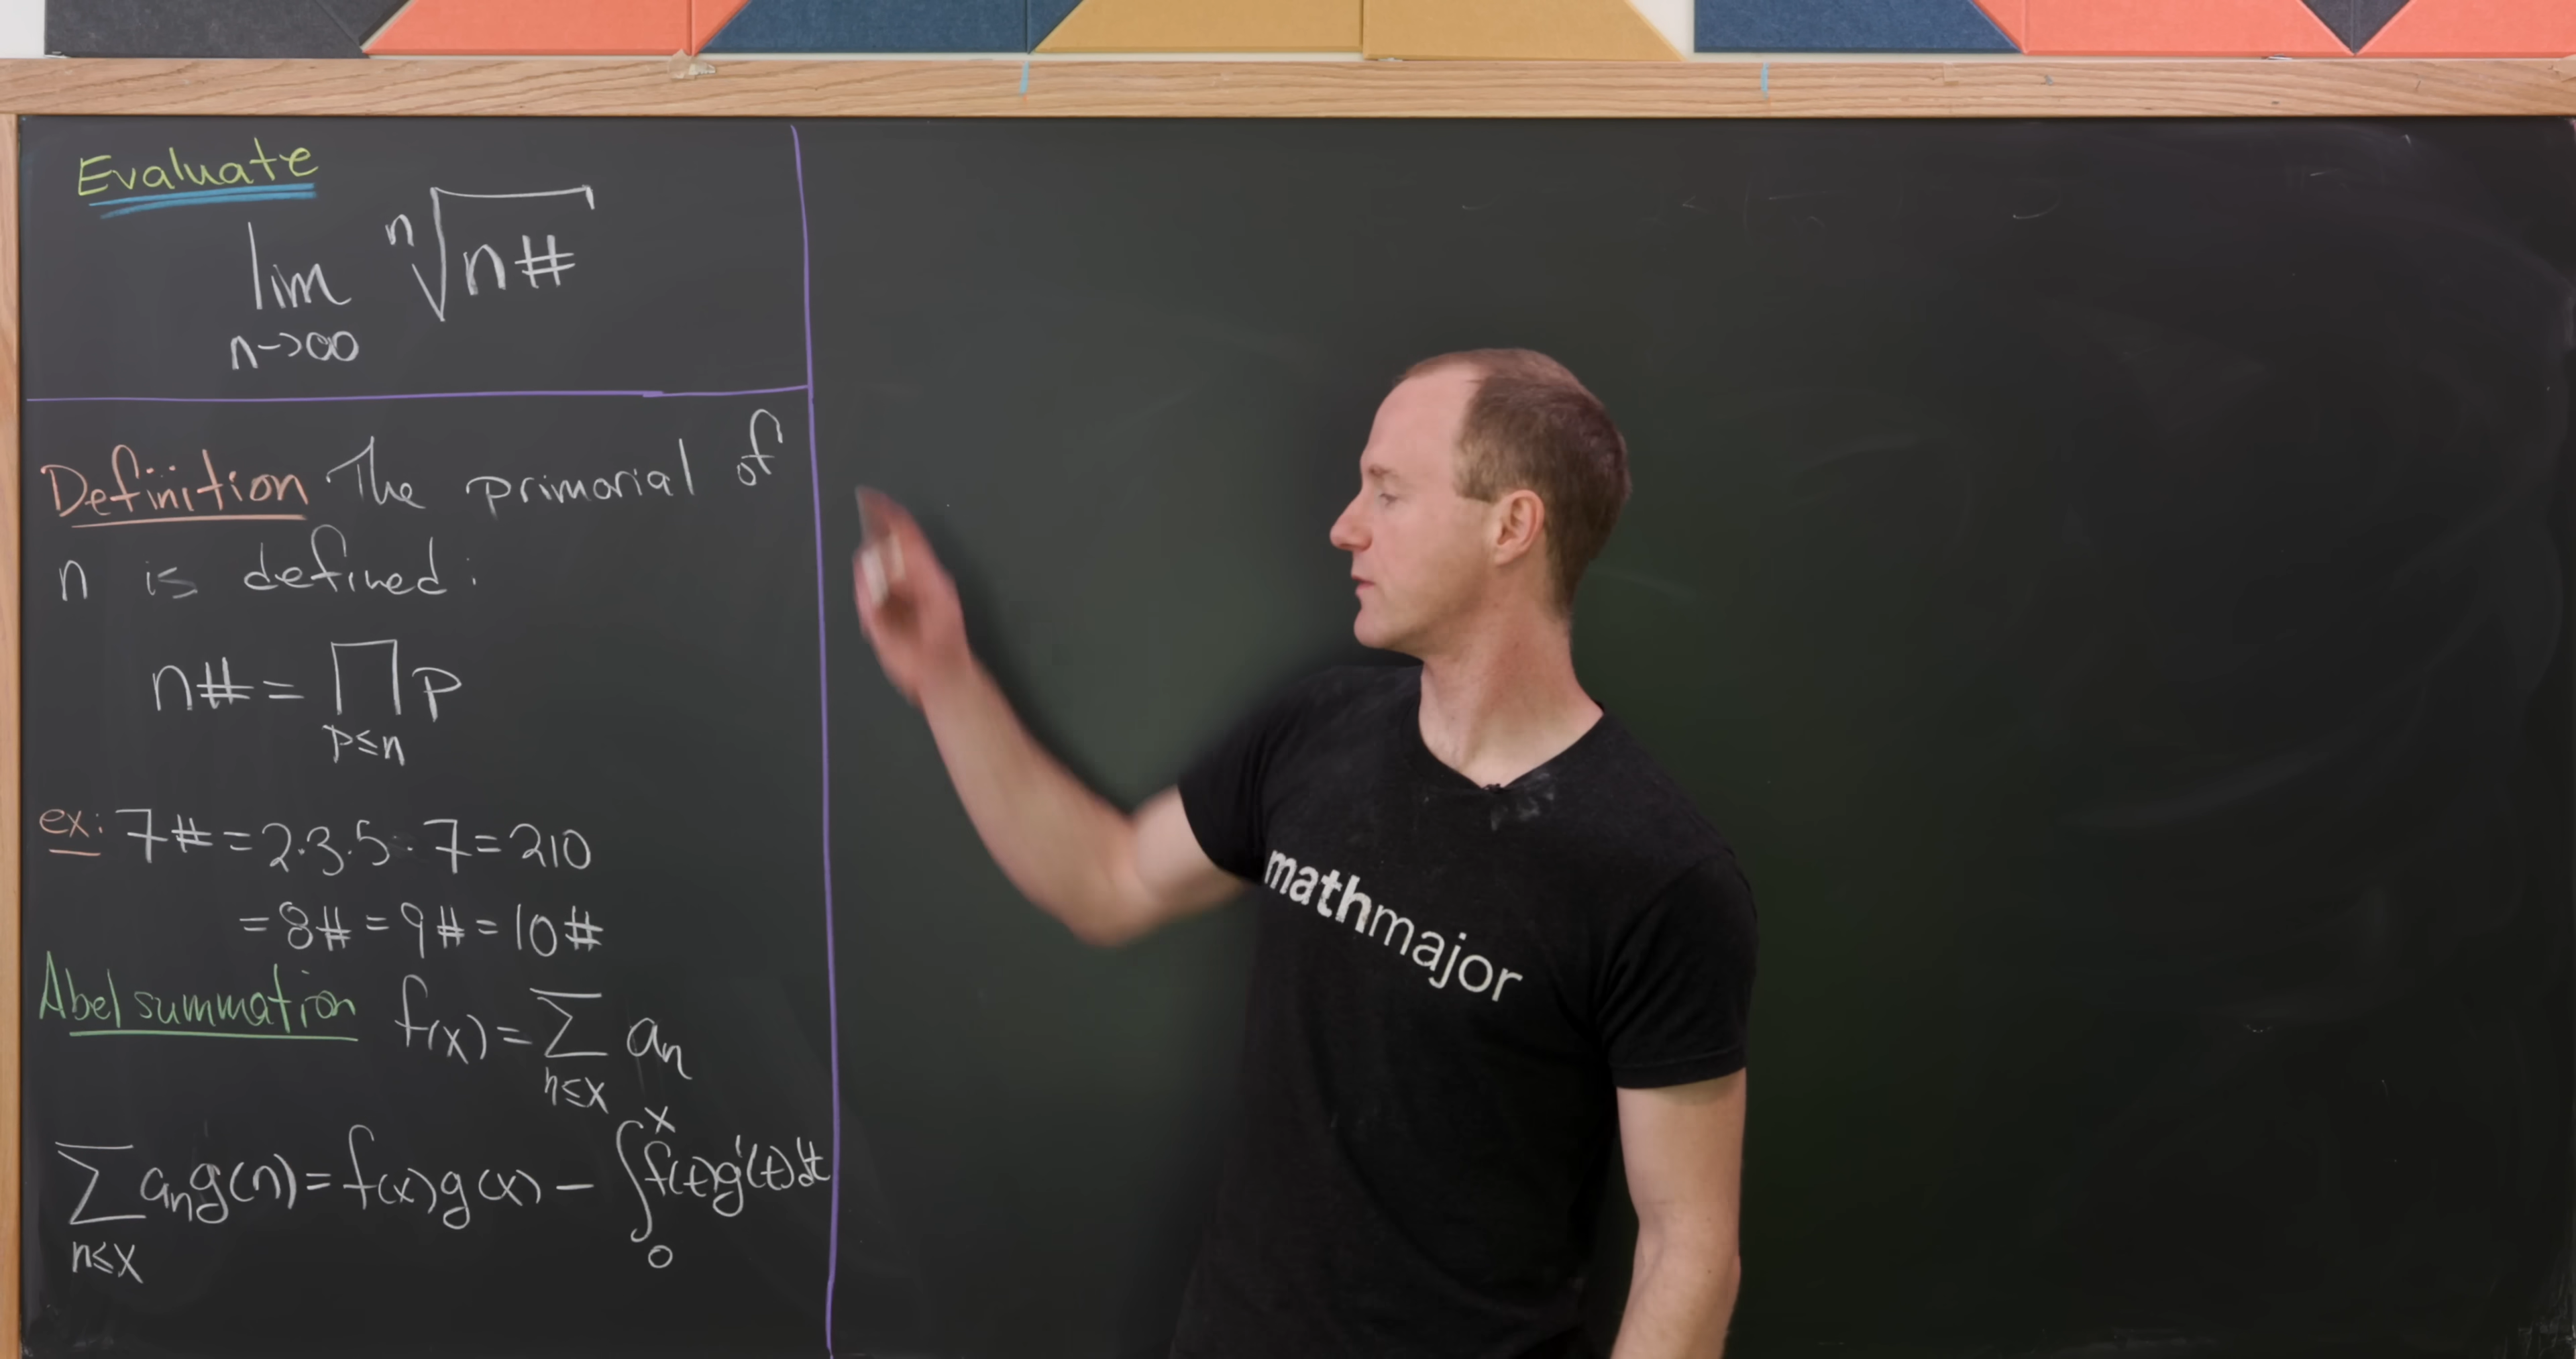 Evaluate
lim n→∞ ⁿ√n#
Definition The primorial of
n is defined:
n# = ∏ p
p≤n
ex: 7# = 2·3·5·7 = 210
= 8# = 9# = 10#
Abel summation f(x) = ∑ aₙ
n≤x
∑ aₙg(n) = f(x)g(x) − ∫₀ˣ f(t)g'(t)dt
n≤x
mathmajor